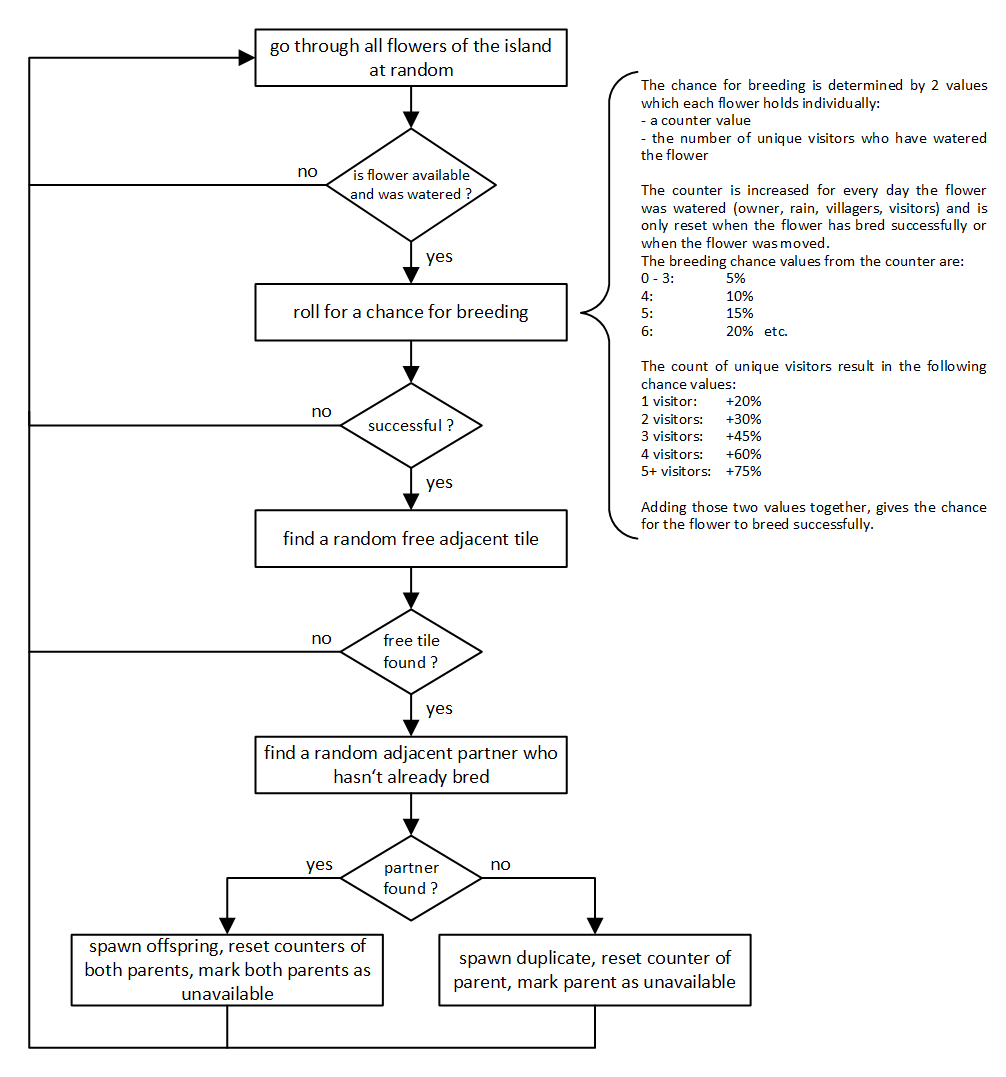 go through all flowers of the island
at random
no
is flower available
and was watered ?
yes
roll for a chance for breeding
no
successful ?
yes
find a random free adjacent tile
no
free tile
found ?
yes
find a random adjacent partner who
hasn‘t already bred
yes
partner
found ?
no
spawn offspring, reset counters of
both parents, mark both parents as
unavailable
spawn duplicate, reset counter of
parent, mark parent as unavailable
The chance for breeding is determined by 2 values
which each flower holds individually:
- a counter value
- the number of unique visitors who have watered
the flower
The counter is increased for every day the flower
was watered (owner, rain, villagers, visitors) and is
only reset when the flower has bred successfully or
when the flower was moved.
The breeding chance values from the counter are:
0 - 3: 5%
4: 10%
5: 15%
6: 20% etc.
The count of unique visitors result in the following
chance values:
1 visitor: +20%
2 visitors: +30%
3 visitors: +45%
4 visitors: +60%
5+ visitors: +75%
Adding those two values together, gives the chance
for the flower to breed successfully.